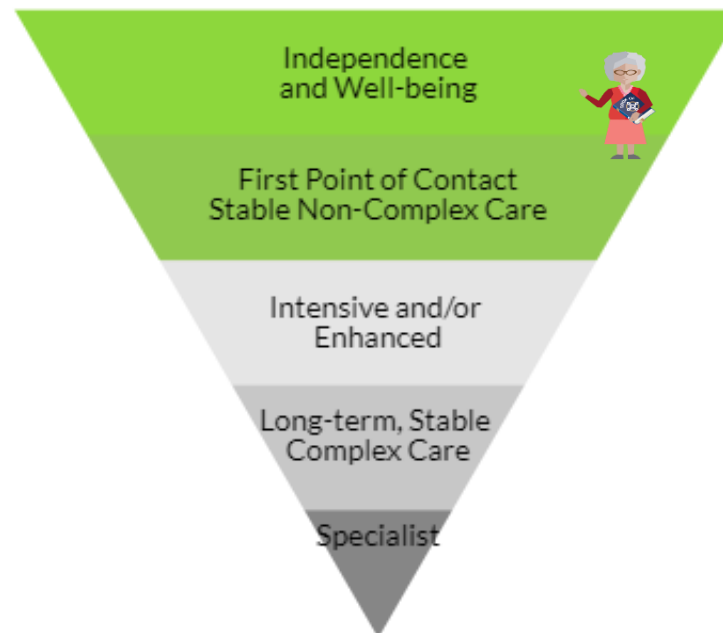 Independence
and Well-being
First Point of Contact
Stable Non-Complex Care
Intensive and/or
Enhanced
Long-term, Stable
Complex Care
Specialist